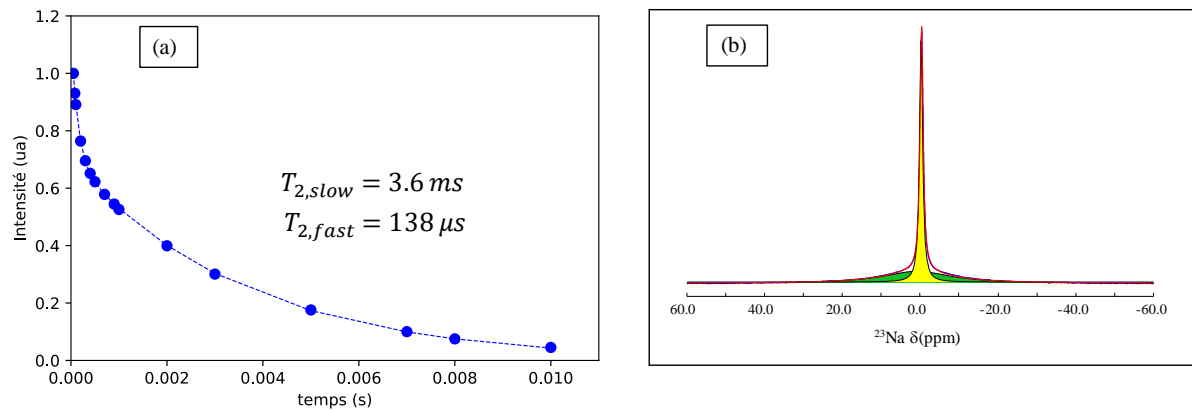 (a)
Intensité (ua)
1.2
1.0
0.8
0.6
0.4
0.2
0.0
T₂,slow = 3.6 ms
T₂,fast = 138 μs
0.000 0.002 0.004 0.006 0.008 0.010
temps (s)
(b)
60.0 40.0 20.0 0.0 -20.0 -40.0 -60.0
²³Na δ(ppm)